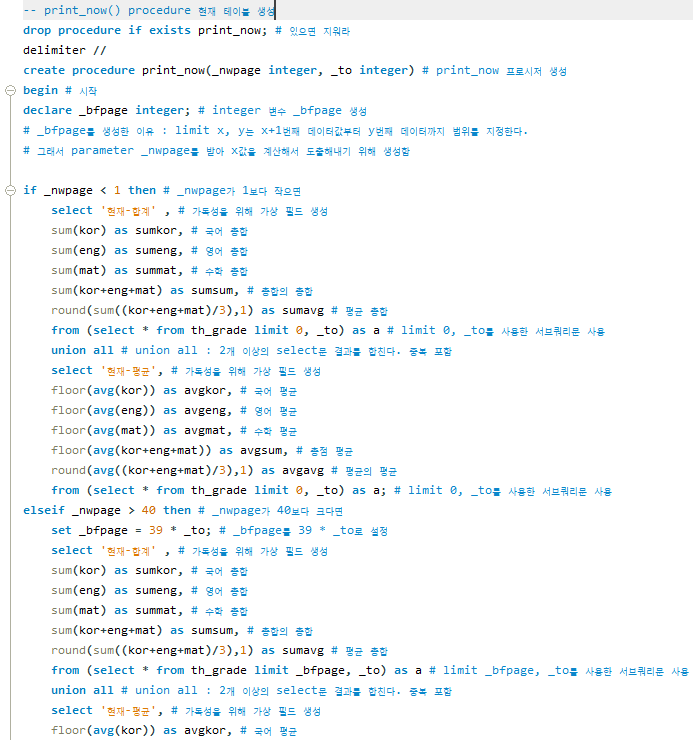 -- print_now() procedure 현재 테이블 생성
drop procedure if exists print_now; # 있으면 지워라
delimiter //
create procedure print_now(_nwpage integer, _to integer) # print_now 프로시저 생성
begin # 시작
declare _bfpage integer; # integer 변수 _bfpage 생성
# _bfpage를 생성한 이유 : limit x, y는 x+1번째 데이터값부터 y번째 데이터까지 범위를 지정한다.
# 그래서 parameter _nwpage를 받아 x값을 계산해서 도출해내기 위해 생성함
if _nwpage < 1 then # _nwpage가 1보다 작으면
select '현재-합계' , # 가독성을 위해 가상 필드 생성
sum(kor) as sumkor, # 국어 총합
sum(eng) as sumeng, # 영어 총합
sum(mat) as summat, # 수학 총합
sum(kor+eng+mat) as sumsum, # 총합의 총합
round(sum((kor+eng+mat)/3),1) as sumavg # 평균 총합
from (select * from th_grade limit 0, _to) as a # limit 0, _to를 사용한 서브쿼리문 사용
union all # union all : 2개 이상의 select문 결과를 합친다. 중복 포함
select '현재-평균', # 가독성을 위해 가상 필드 생성
floor(avg(kor)) as avgkor, # 국어 평균
floor(avg(eng)) as avgeng, # 영어 평균
floor(avg(mat)) as avgmat, # 수학 평균
floor(avg(kor+eng+mat)) as avgsum, # 총점 평균
round(avg((kor+eng+mat)/3),1) as avgavg # 평균의 평균
from (select * from th_grade limit 0, _to) as a; # limit 0, _to를 사용한 서브쿼리문 사용
elseif _nwpage > 40 then # _nwpage가 40보다 크다면
set _bfpage = 39 * _to; # _bfpage를 39 * _to로 설정
select '현재-합계' , # 가독성을 위해 가상 필드 생성
sum(kor) as sumkor, # 국어 총합
sum(eng) as sumeng, # 영어 총합
sum(mat) as summat, # 수학 총합
sum(kor+eng+mat) as sumsum, # 총합의 총합
round(sum((kor+eng+mat)/3),1) as sumavg # 평균 총합
from (select * from th_grade limit _bfpage, _to) as a # limit _bfpage, _to를 사용한 서브쿼리문 사용
union all # union all : 2개 이상의 select문 결과를 합친다. 중복 포함
select '현재-평균', # 가독성을 위해 가상 필드 생성
floor(avg(kor)) as avgkor, # 국어 평균